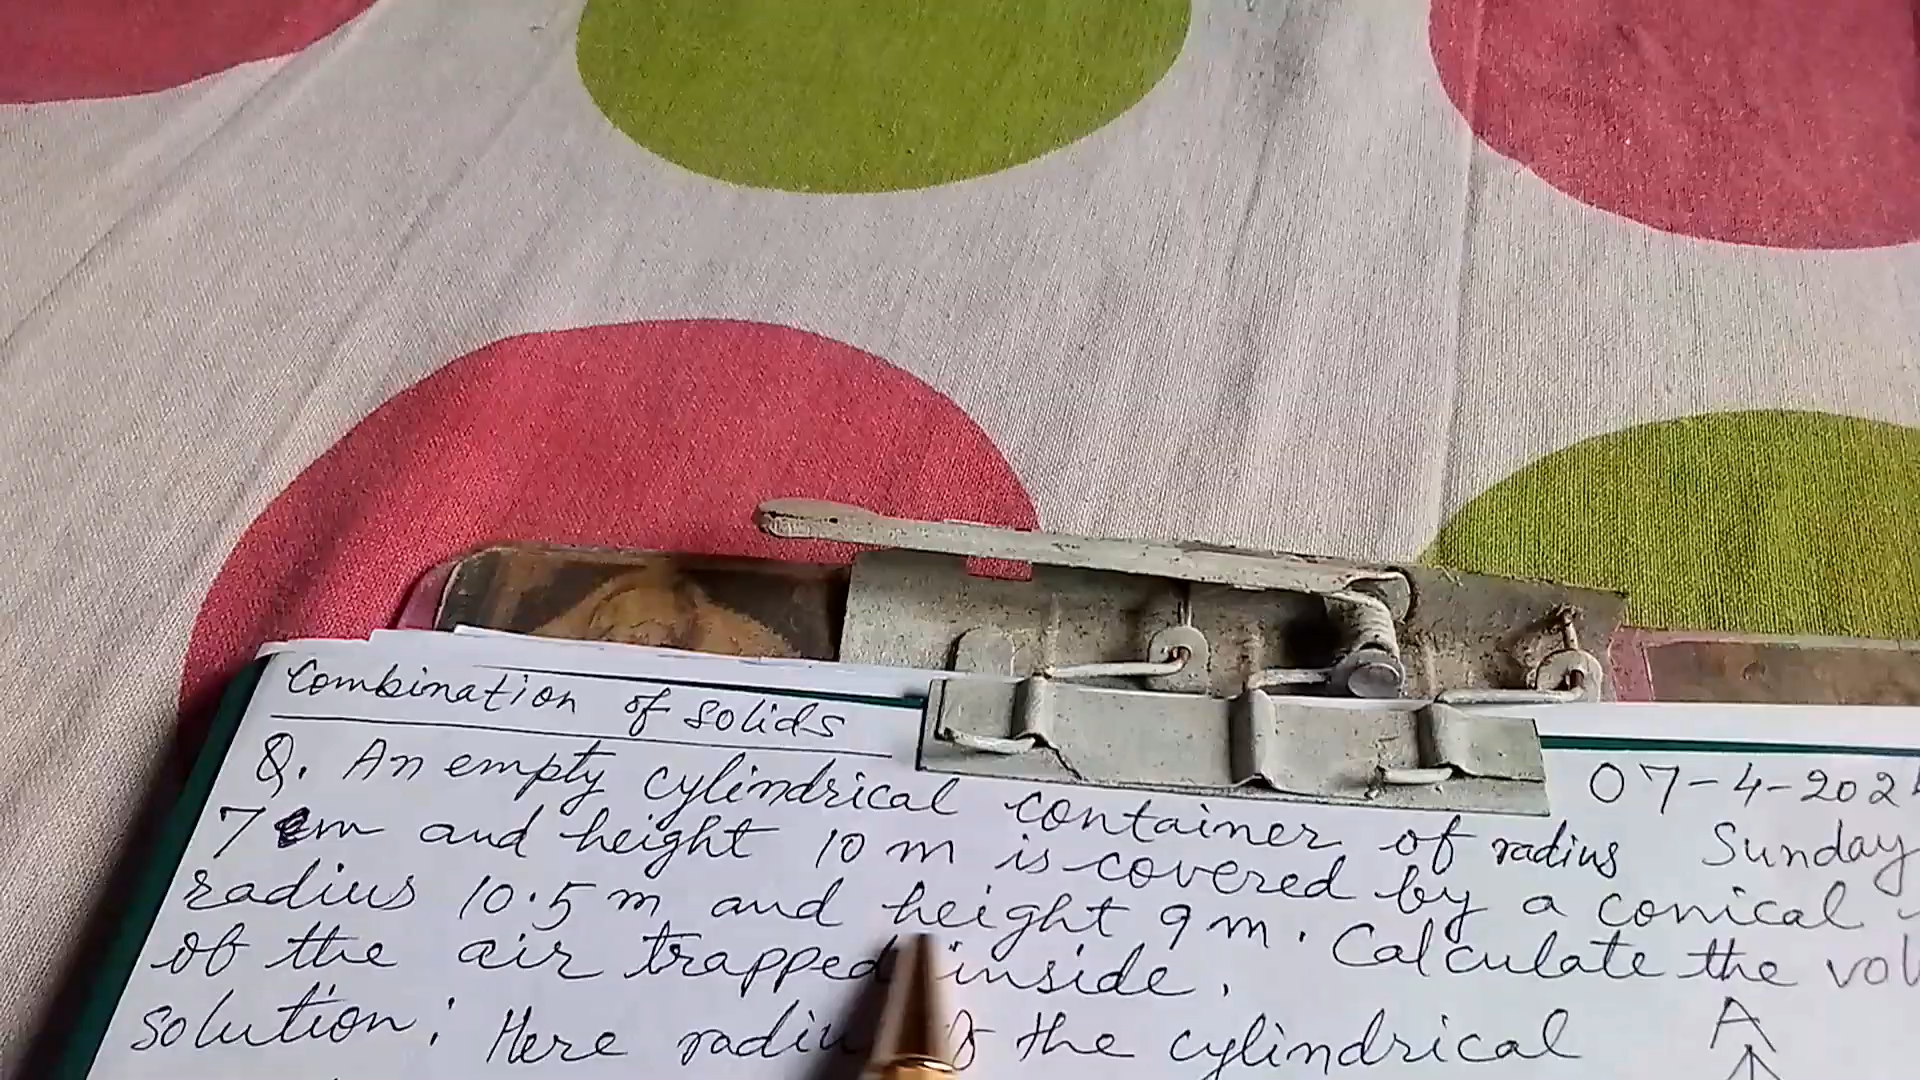 Combination of solids
07-4-202
Q. An empty cylindrical container of radius Sunday
7 m and height 10 m is covered by a conical
radius 10.5 m and height 9 m. Calculate the vol
of the air trapped inside.
Solution: Here radiu the cylindrical
A